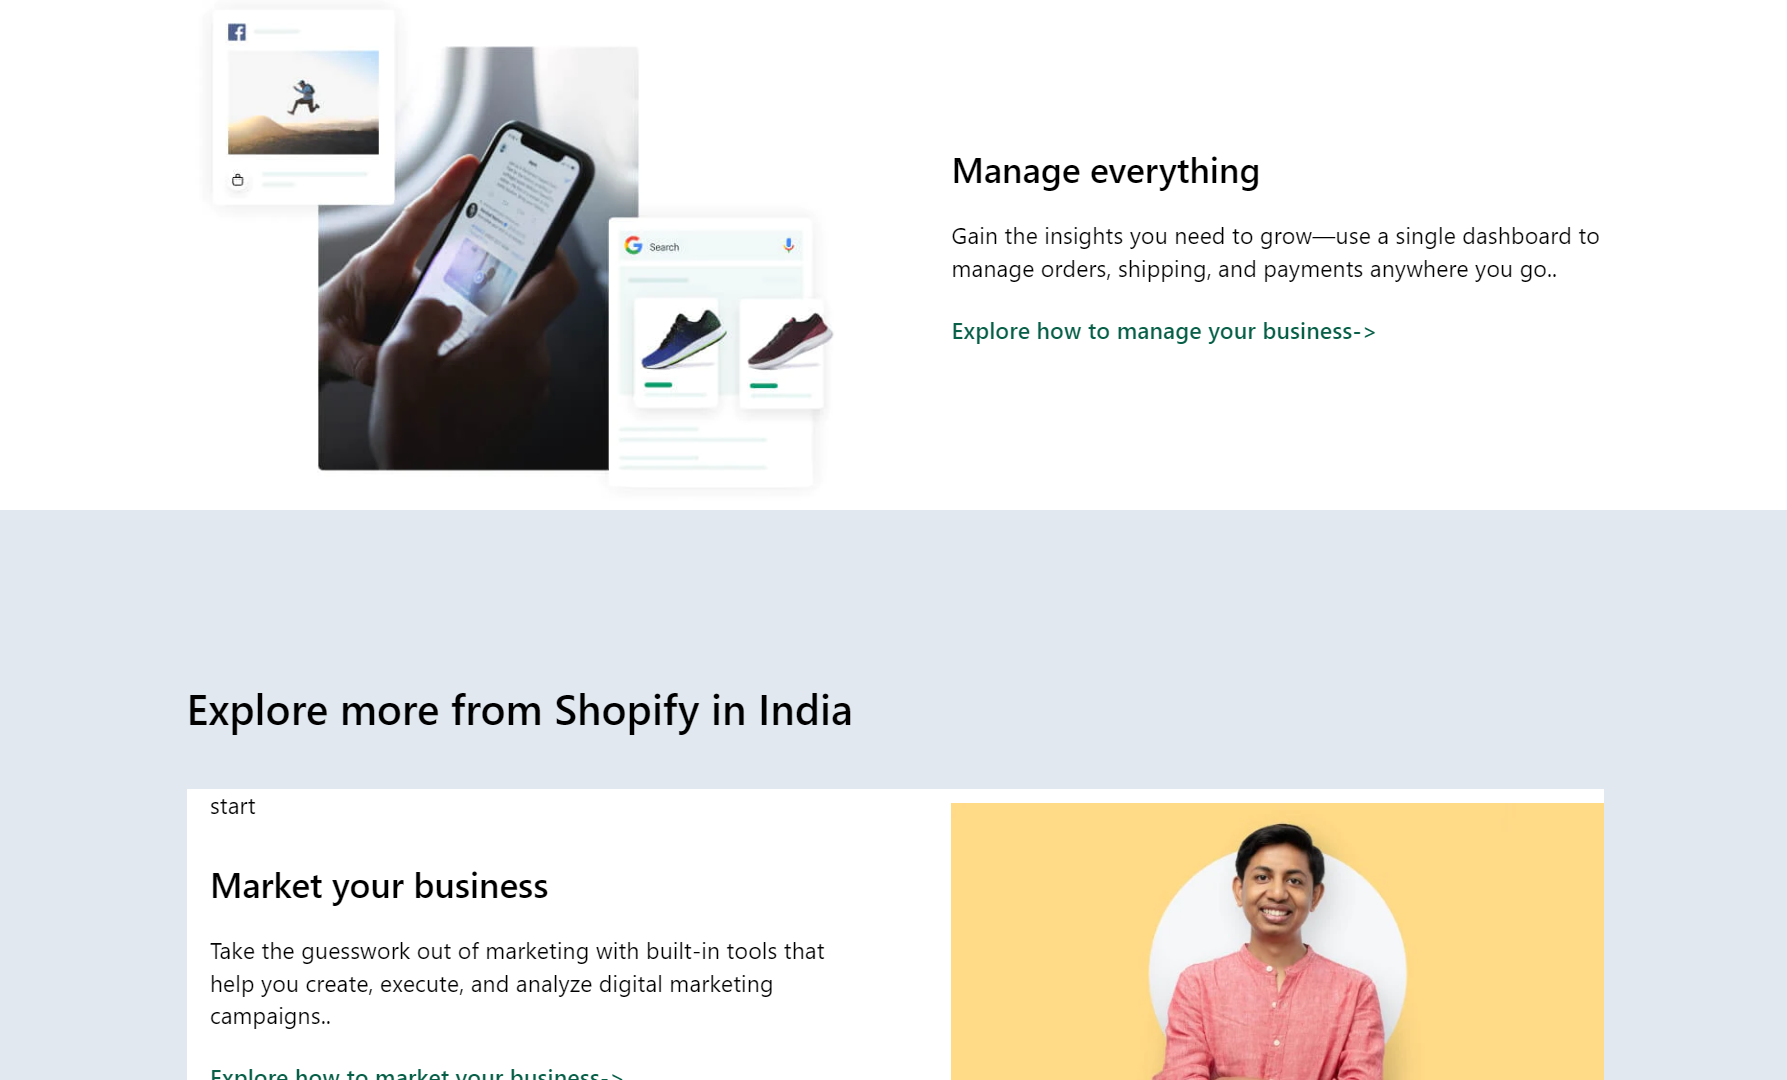 Search
Manage everything
Gain the insights you need to grow—use a single dashboard to
manage orders, shipping, and payments anywhere you go..
Explore how to manage your business->
Explore more from Shopify in India
start
Market your business
Take the guesswork out of marketing with built-in tools that
help you create, execute, and analyze digital marketing
campaigns..
Explore how to market your business->